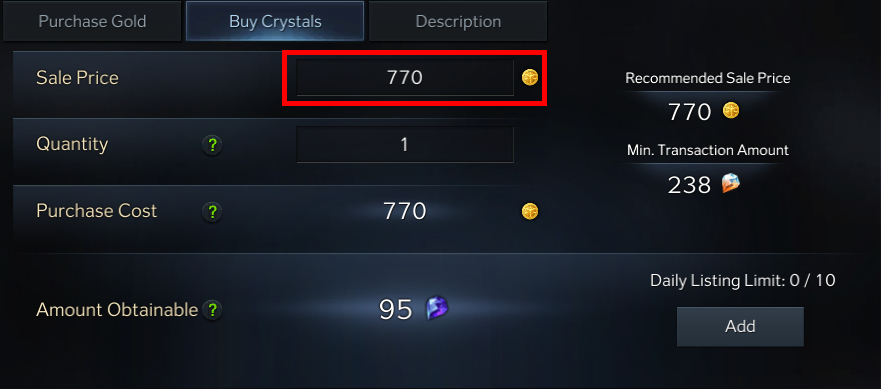 Purchase Gold
Buy Crystals
Description
Sale Price
770
Recommended Sale Price
770
Quantity
?
1
Min. Transaction Amount
238
Purchase Cost
?
770
Daily Listing Limit: 0 / 10
Amount Obtainable
?
95
Add